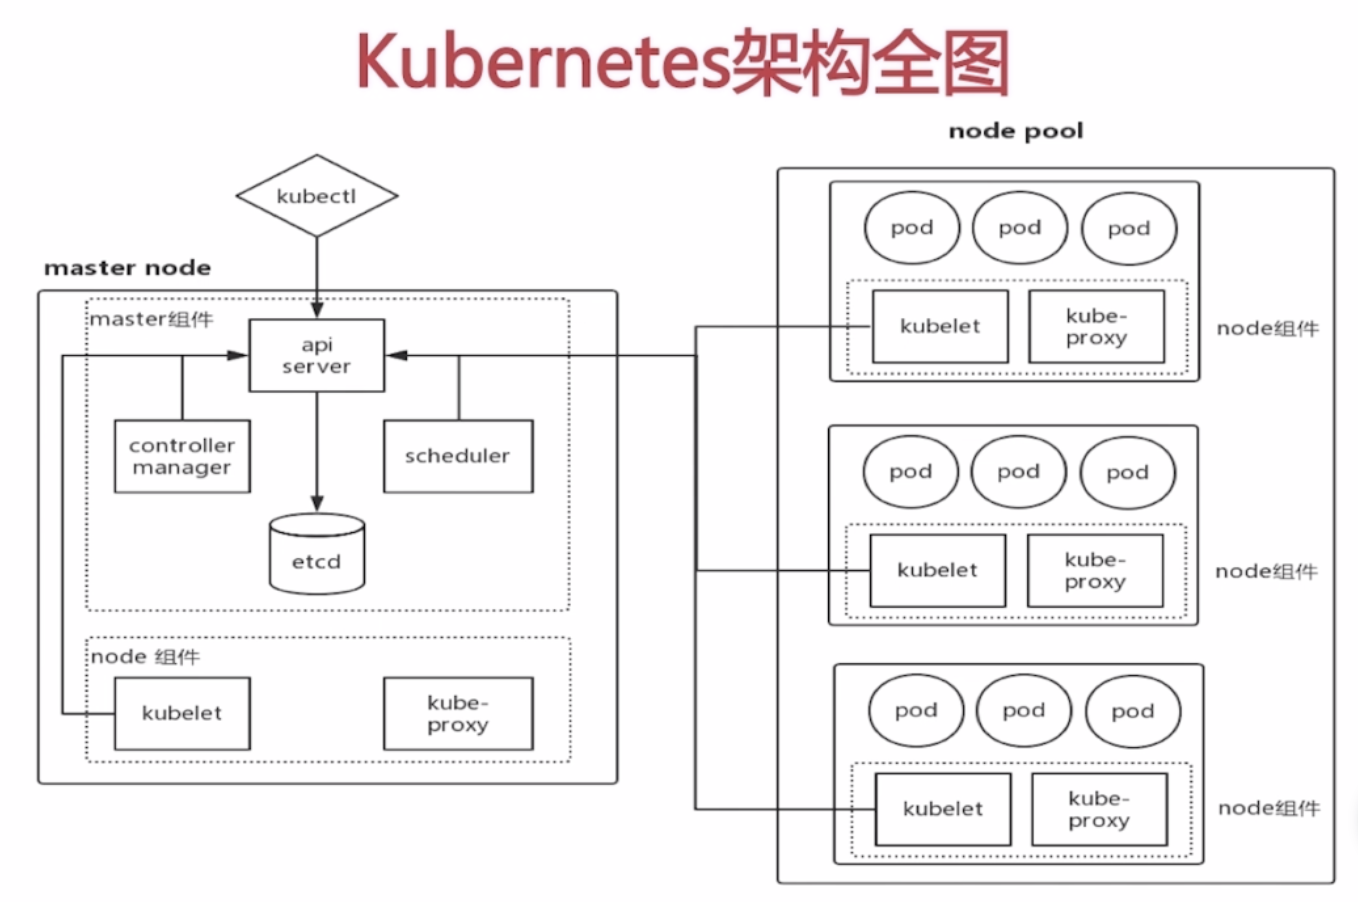 Kubernetes架构全图
node pool
kubectl
master node
master组件
api
server
controller
manager
scheduler
etcd
node 组件
kubelet
kube-
proxy
pod pod pod
kubelet
kube-
proxy
node组件
pod pod pod
kubelet
kube-
proxy
node组件
pod pod pod
kubelet
kube-
proxy
node组件